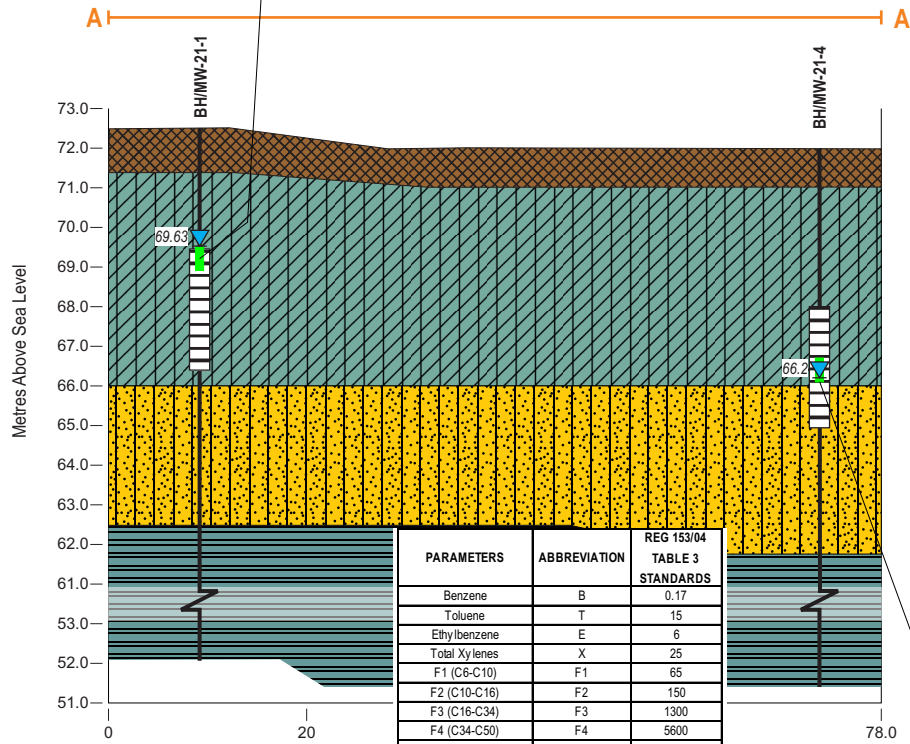 A A
BH/MW-21-1
BH/MW-21-4
Metres Above Sea Level
73.0
72.0
71.0
70.0
69.0
68.0
67.0
66.0
65.0
64.0
63.0
62.0
61.0
53.0
52.0
51.0
69.63
66.2
PARAMETERS ABBREVIATION REG 153/04 TABLE 3 STANDARDS
Benzene B 0.17
Toluene T 15
Ethylbenzene E 6
Total Xylenes X 25
F1 (C6-C10) F1 65
F2 (C10-C16) F2 150
F3 (C16-C34) F3 1300
F4 (C34-C50) F4 5600
0 20 78.0